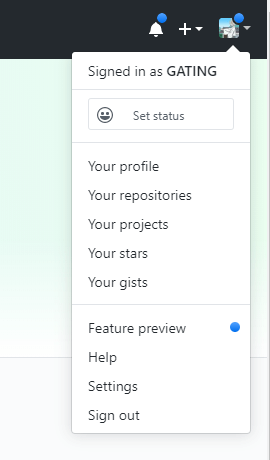 Signed in as GATING
Set status
Your profile
Your repositories
Your projects
Your stars
Your gists
Feature preview
Help
Settings
Sign out